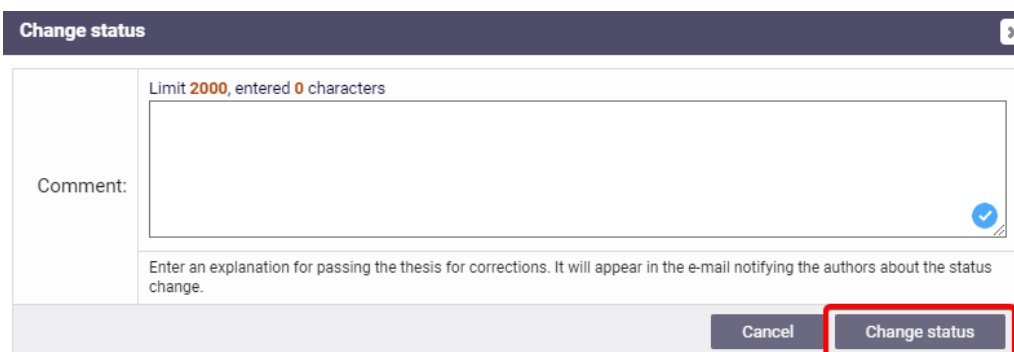 Change status
Limit 2000, entered 0 characters
Comment:
Enter an explanation for passing the thesis for corrections. It will appear in the e-mail notifying the authors about the status
change.
Cancel
Change status